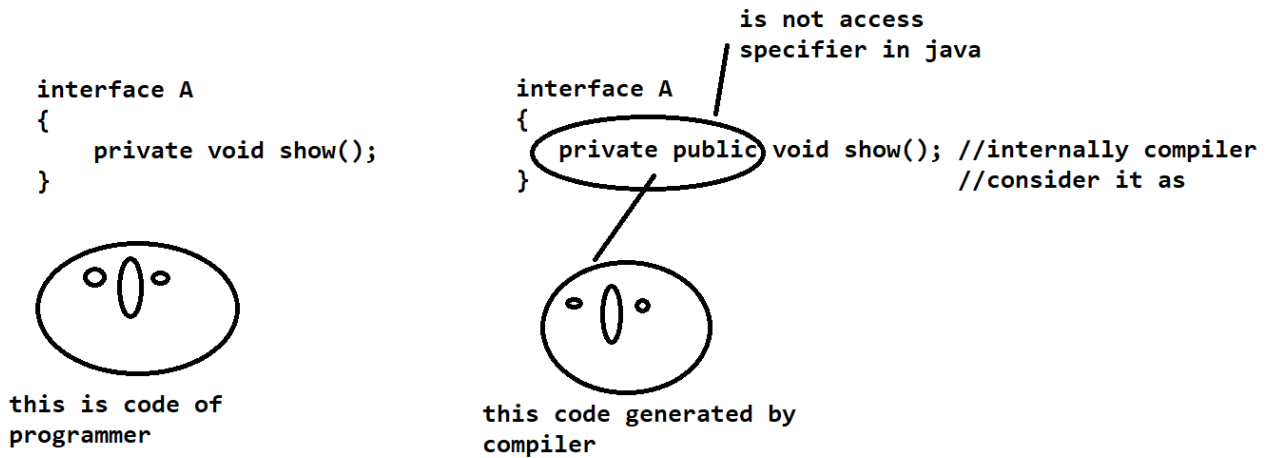 is not access
specifier in java
interface A
{
private void show();
}
interface A
{
private public void show(); //internally compiler
} //consider it as
this is code of
programmer
this code generated by
compiler